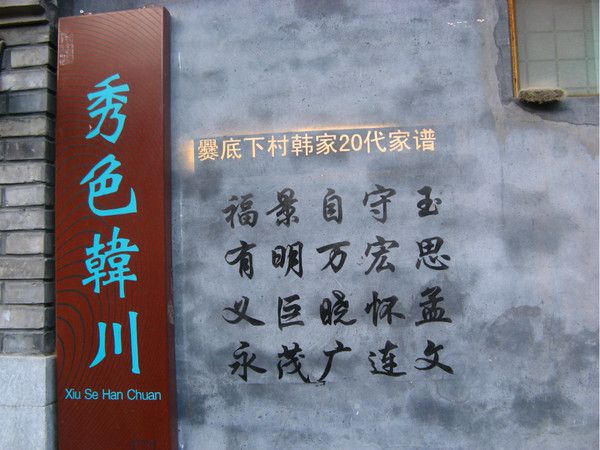 秀色韓川
Xiu Se Han Chuan
爨底下村韩家20代家谱
福景自守玉
有明万宏思
义巨晓怀孟
永茂广连文